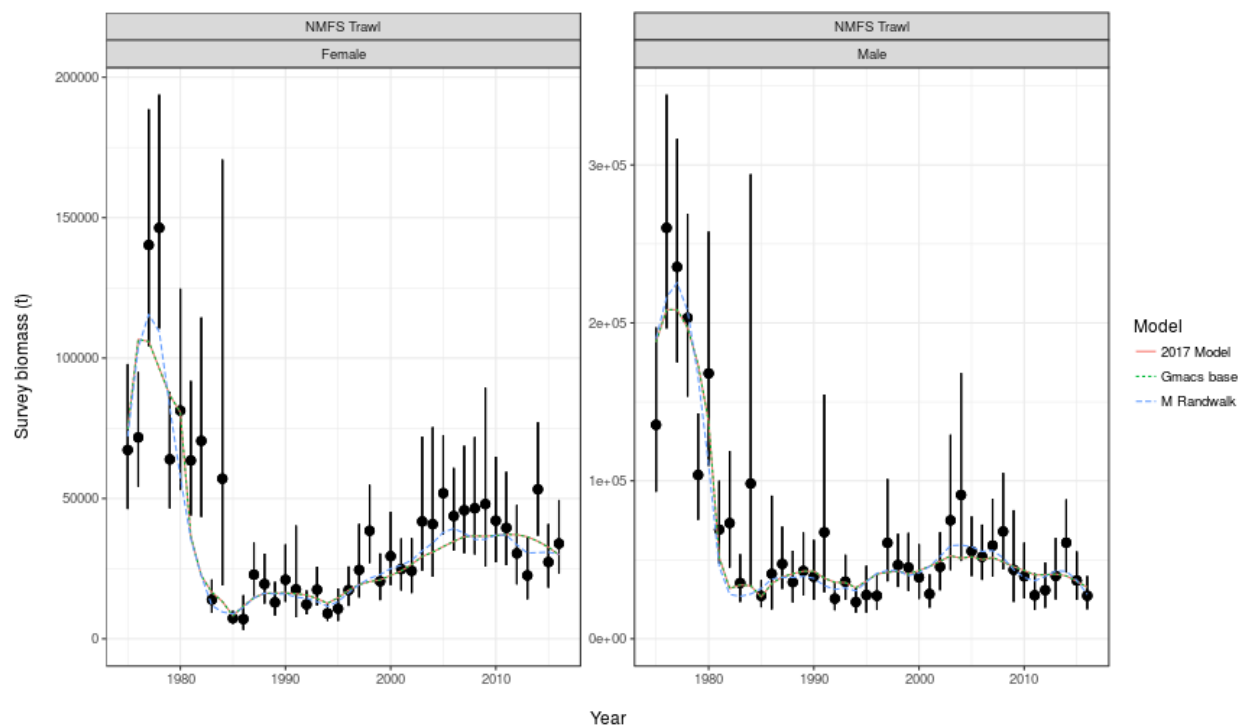 NMFS Trawl
NMFS Trawl
Female
Male
200000
150000
100000
50000
0
3e+05
2e+05
1e+05
0e+00
Survey biomass (t)
1980
1990
2000
2010
1980
1990
2000
2010
Year
Model
2017 Model
Gmacs base
M Randwalk